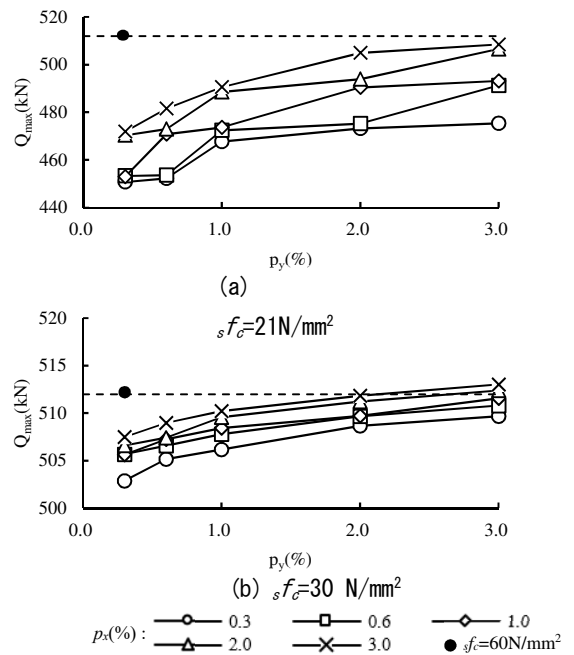 520
500
480
460
440
Qmax(kN)
0.0 1.0 2.0 3.0
py(%)
(a)
sfc=21N/mm²
520
515
510
505
500
Qmax(kN)
0.0 1.0 2.0 3.0
py(%)
(b) sfc=30 N/mm²
px(%) : 0.3 0.6 1.0
2.0 3.0 sfc=60N/mm²